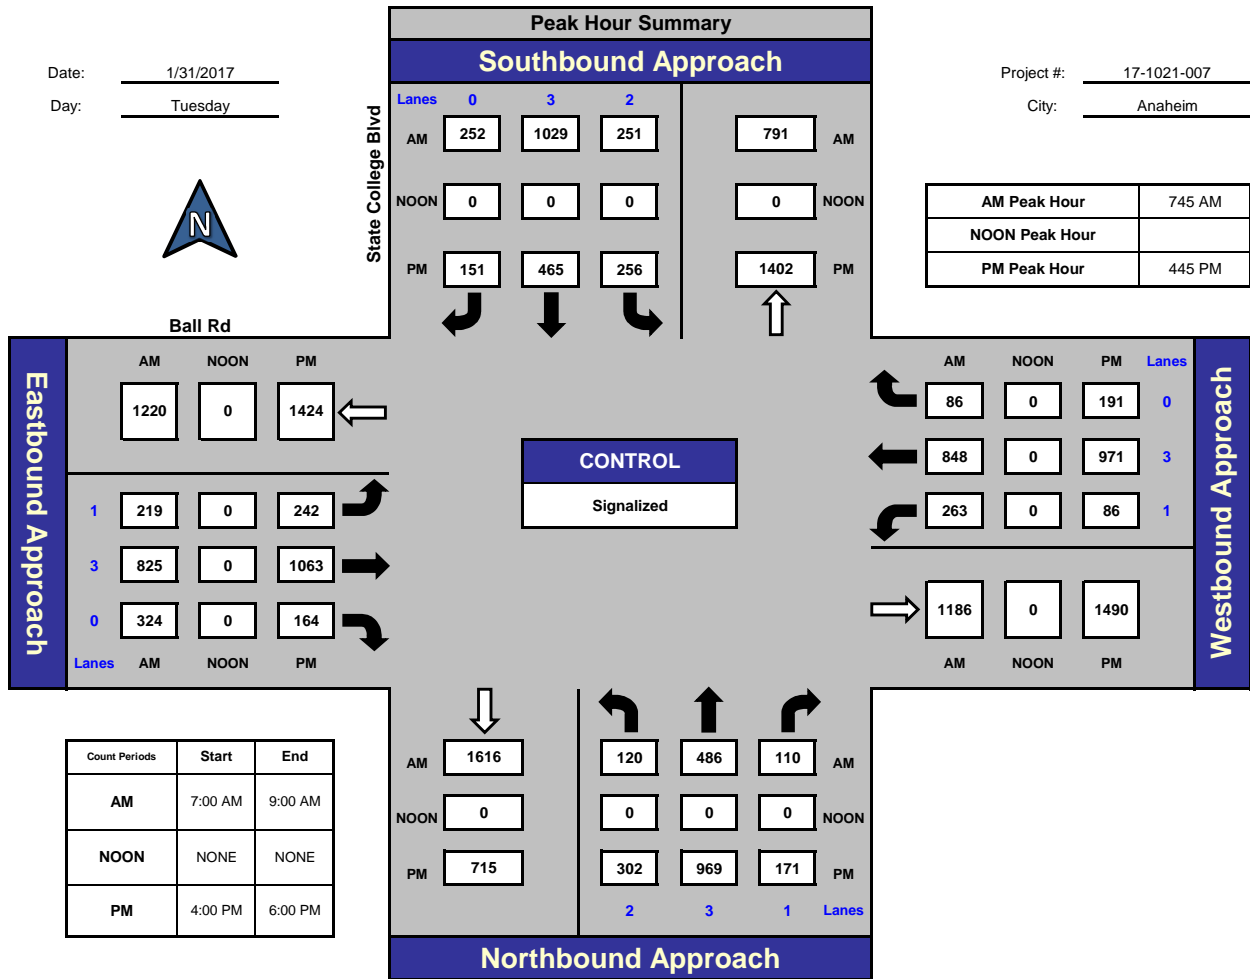 Peak Hour Summary
Southbound Approach
Date: 1/31/2017
Day: Tuesday
Project #: 17-1021-007
City: Anaheim
State College Blvd
Lanes 0 3 2
AM 252 1029 251 791 AM
NOON 0 0 0 0 NOON
PM 151 465 256 1402 PM
N
AM Peak Hour 745 AM
NOON Peak Hour
PM Peak Hour 445 PM
Ball Rd
Eastbound Approach
AM NOON PM
1220 0 1424
1 219 0 242
3 825 0 1063
0 324 0 164
Lanes AM NOON PM
CONTROL
Signalized
AM NOON PM Lanes
86 0 191 0
848 0 971 3
263 0 86 1
1186 0 1490
AM NOON PM
Westbound Approach
Count Periods Start End
AM 7:00 AM 9:00 AM
NOON NONE NONE
PM 4:00 PM 6:00 PM
AM 1616 120 486 110 AM
NOON 0 0 0 0 NOON
PM 715 302 969 171 PM
2 3 1 Lanes
Northbound Approach